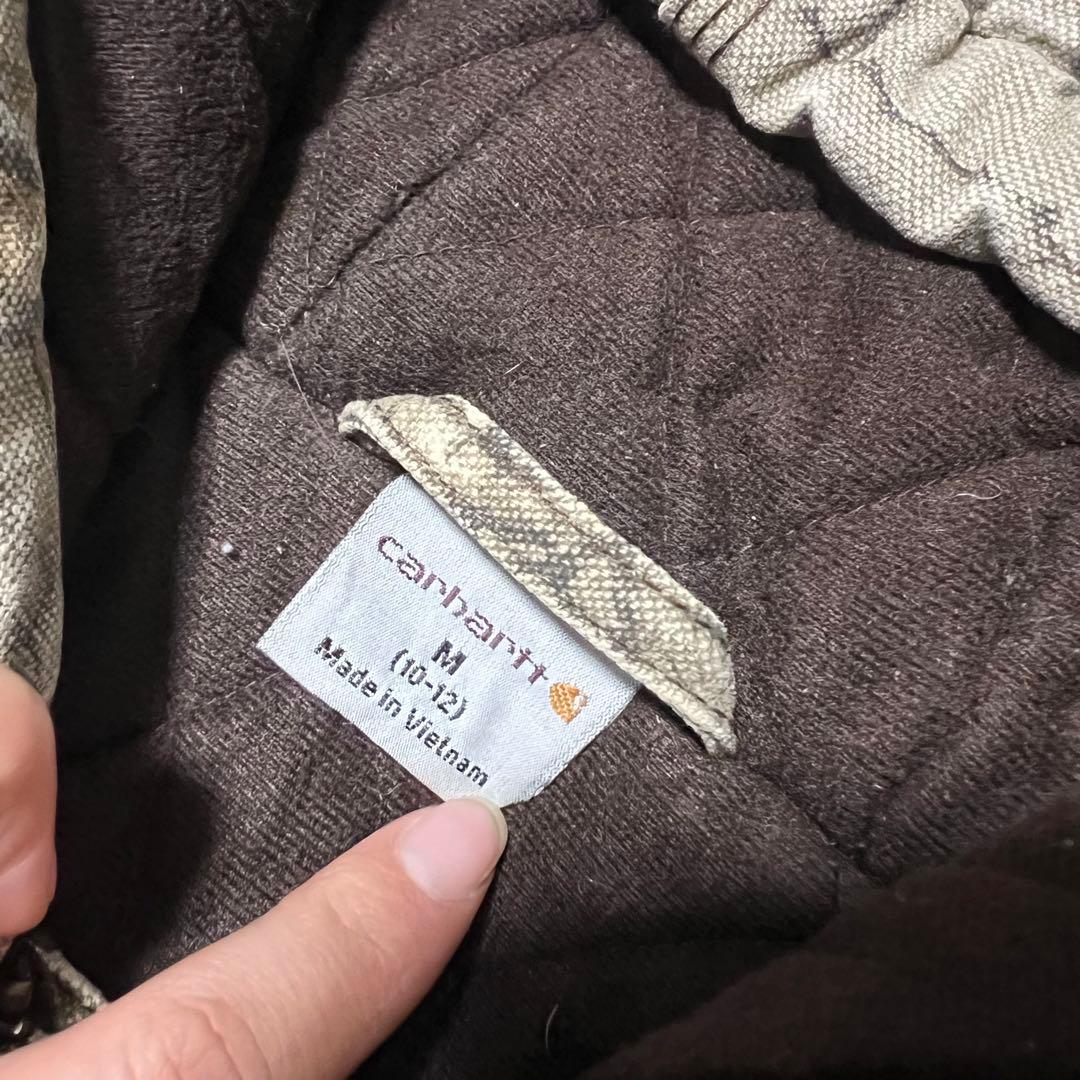 carhartt
M
(10-12)
Made in Vietnam